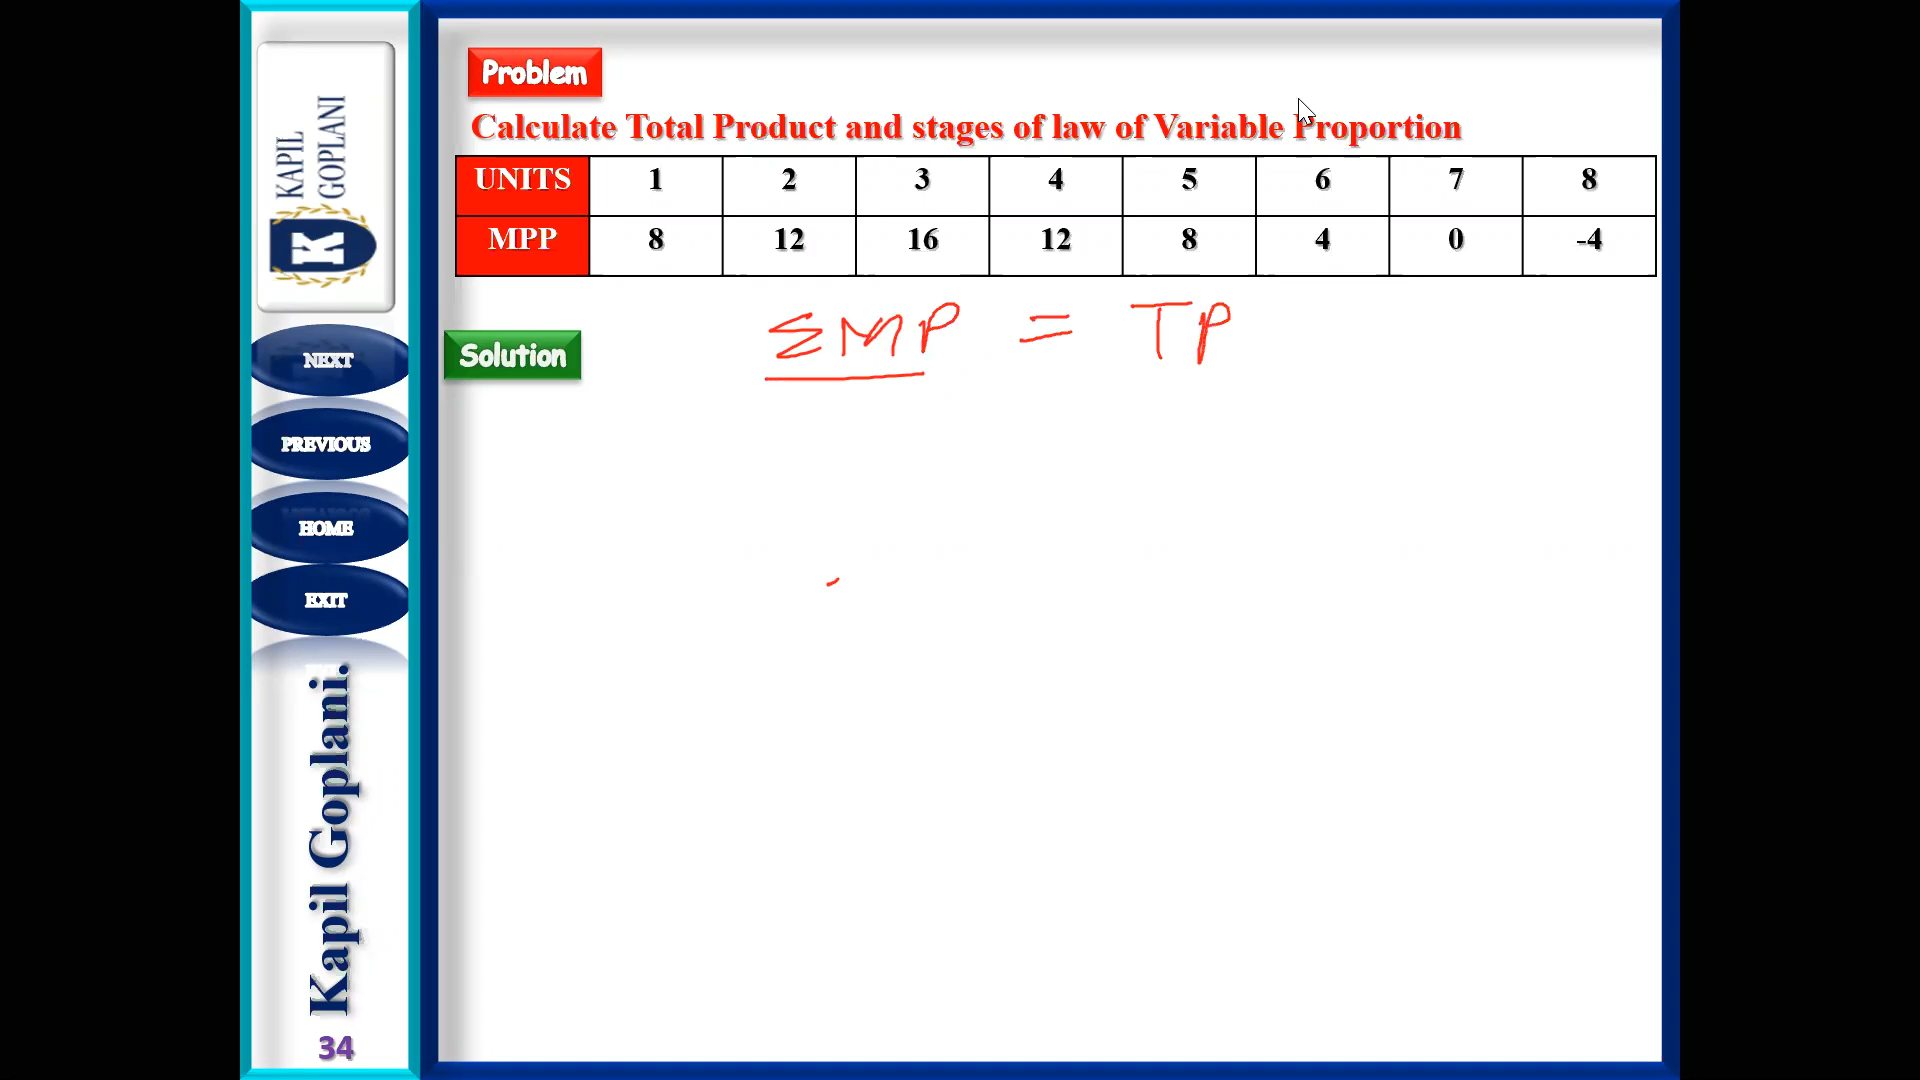 KAPIL
GOPLANI
K
NEXT
PREVIOUS
HOME
EXIT
Kapil Goplani.
34
Problem
Calculate Total Product and stages of law of Variable Proportion
UNITS 1 2 3 4 5 6 7 8
MPP 8 12 16 12 8 4 0 -4
ΣMP = TP
Solution